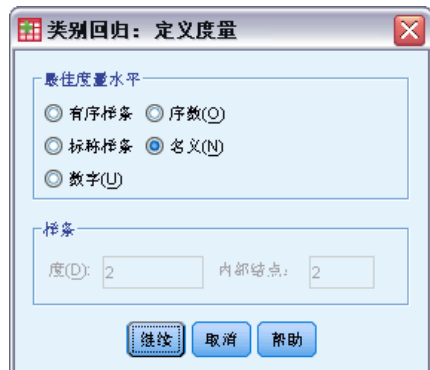 类别回归：定义度量
最佳度量水平
有序样条 序数(O)
标称样条 名义(N)
数字(U)
样条
度(D): 2 内部结点： 2
继续 取消 帮助